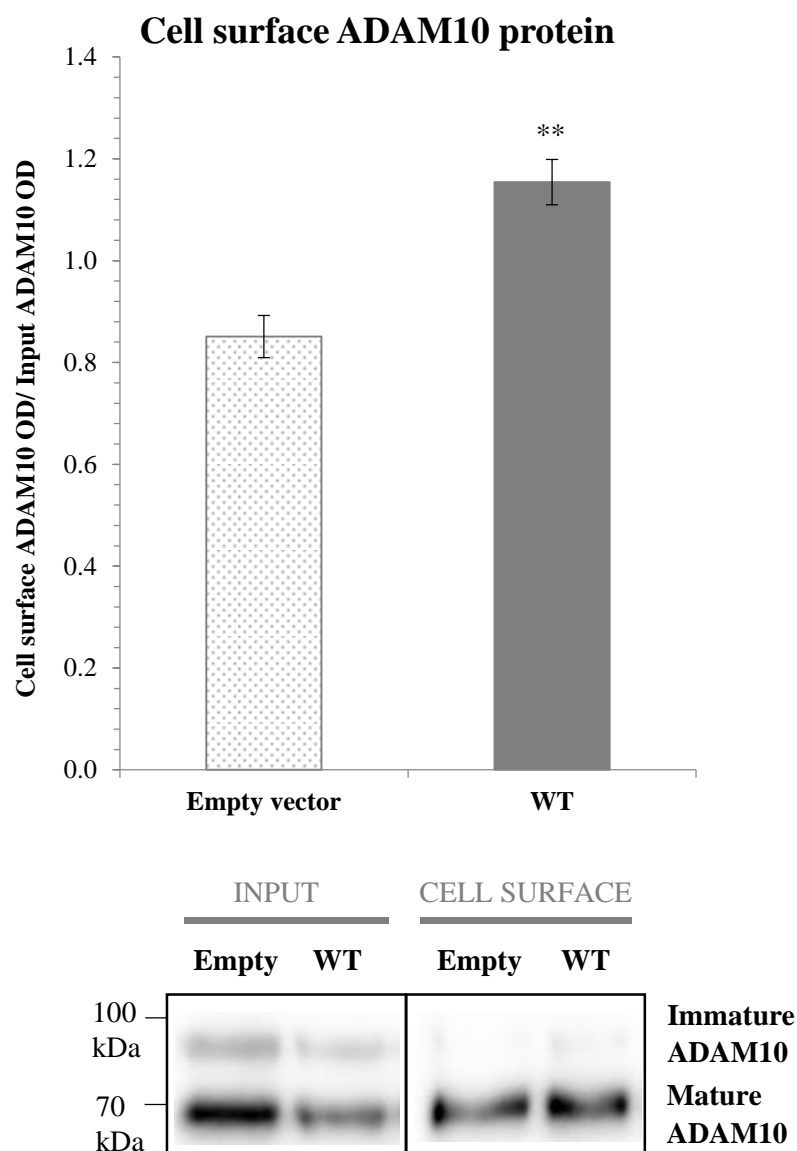 Cell surface ADAM10 protein
Cell surface ADAM10 OD/ Input ADAM10 OD
1.4
1.2
1.0
0.8
0.6
0.4
0.2
0.0
**
Empty vector WT
INPUT CELL SURFACE
Empty WT Empty WT
100
kDa
70
kDa
Immature
ADAM10
Mature
ADAM10